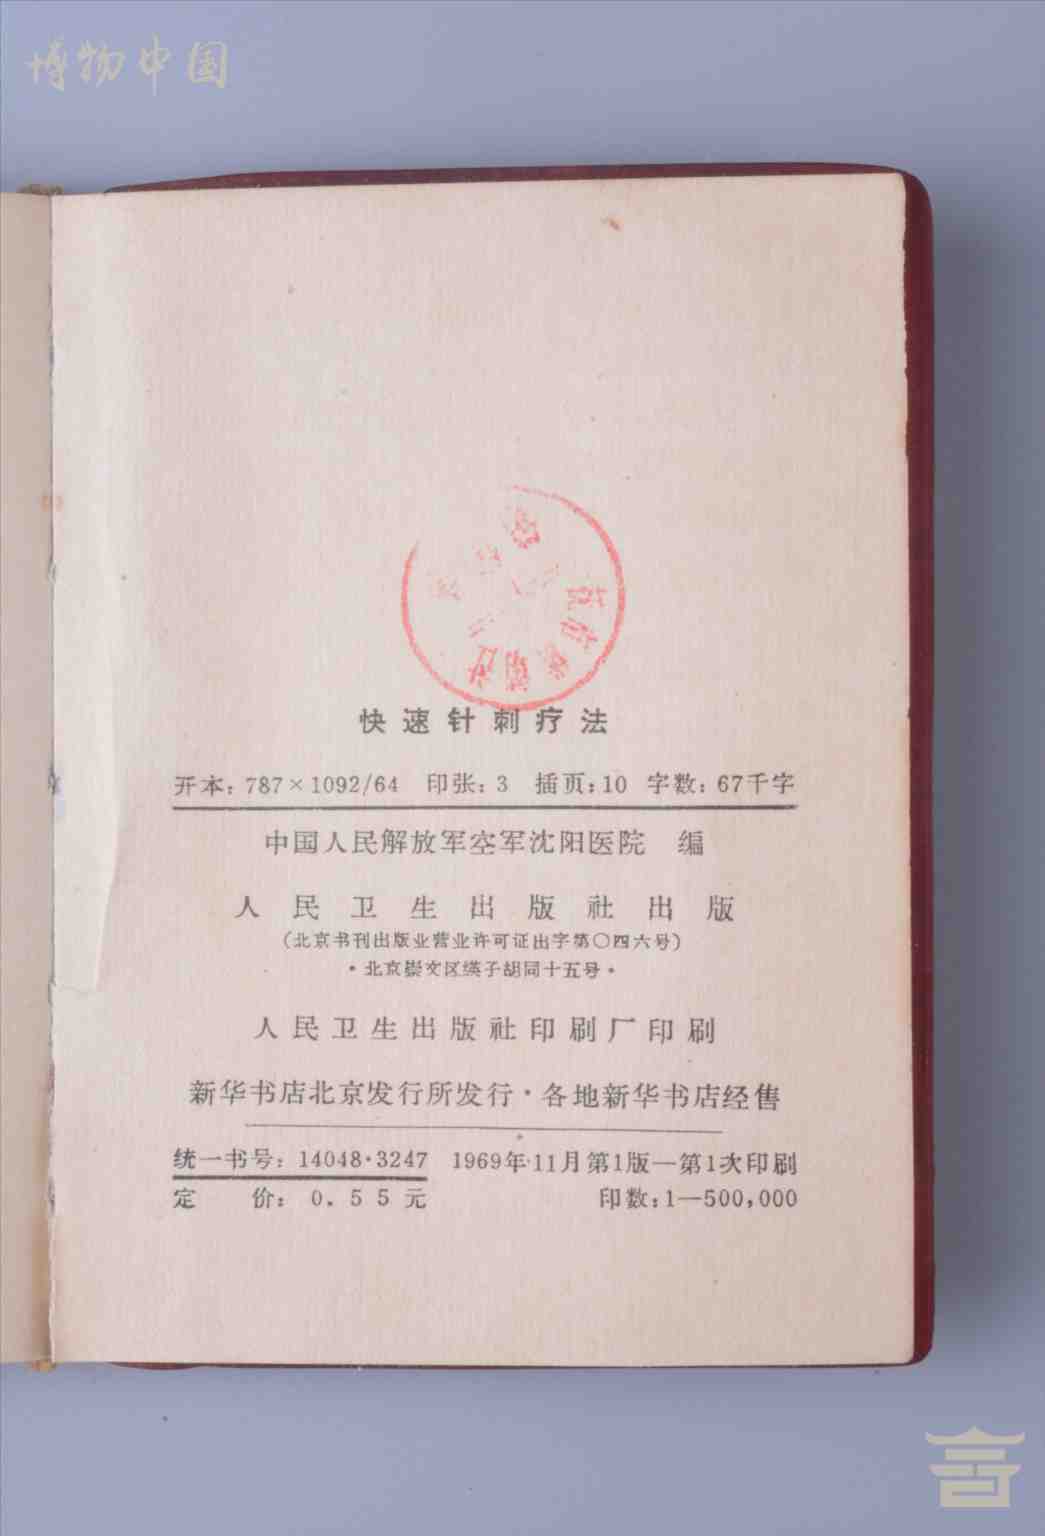 博物中国
快速针刺疗法
开本：787×1092/64 印张：3 插页：10 字数：67千字
中国人民解放军空军沈阳医院 编
人民卫生出版社出版
（北京书刊出版业营业许可证出字第〇四六号）
·北京崇文区缨子胡同十五号·
人民卫生出版社印刷厂印刷
新华书店北京发行所发行·各地新华书店经售
统一书号：14048·3247 1969年11月第1版—第1次印刷
定 价：0.55元 印数：1—500,000